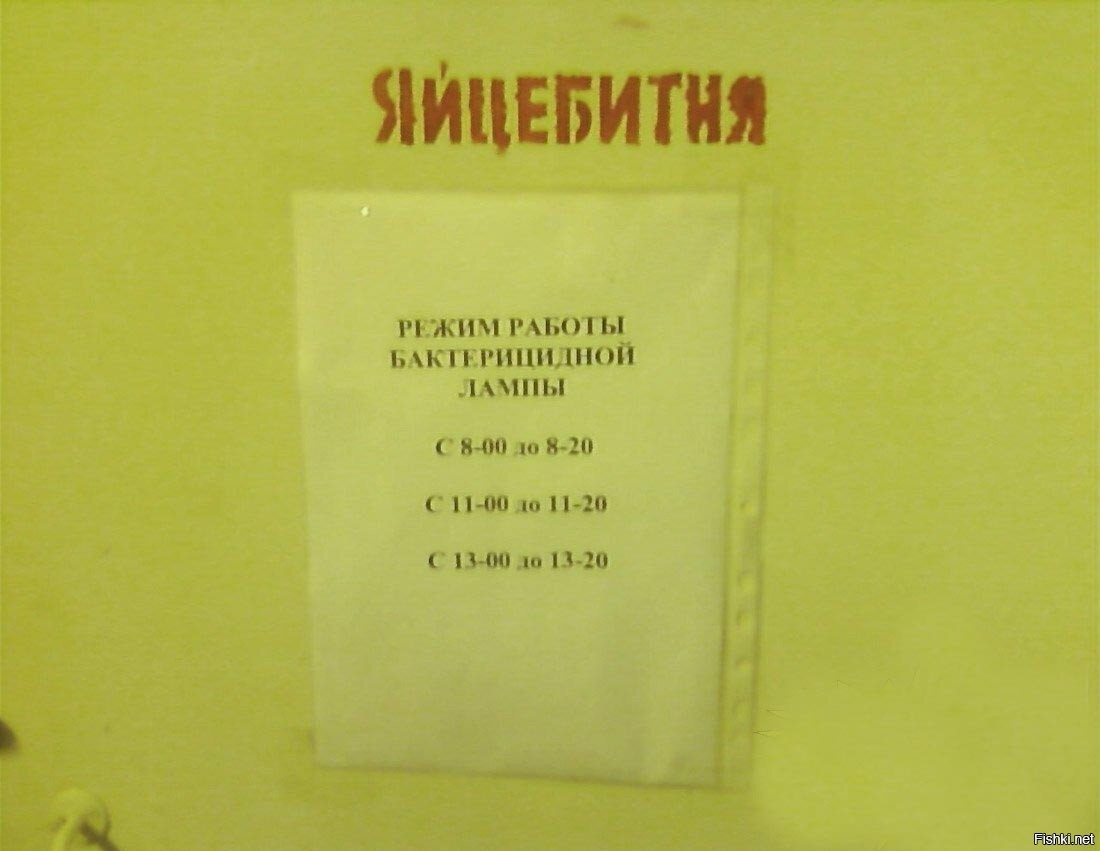 ЯЙЦЕБИТНЯ
РЕЖИМ РАБОТЫ
БАКТЕРИЦИДНОЙ
ЛАМПЫ
С 8-00 до 8-20
С 11-00 до 11-20
С 13-00 до 13-20
Fishki.net